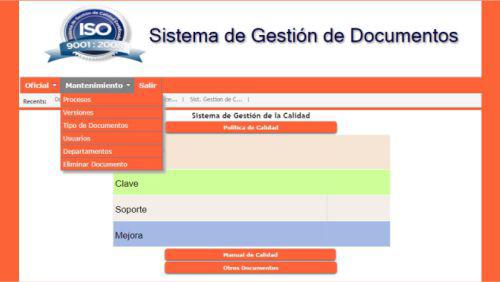 ISO
9001:200
Sistema de Gestión de Documentos
Oficial Mantenimiento Salir
Recents: | Sist. Gestion de C... |
Procesos
Versiones
Tipo de Documentos
Usuarios
Departamentos
Eliminar Documento
Sistema de Gestión de la Calidad
Política de Calidad
Clave
Soporte
Mejora
Manual de Calidad
Otros Documentos